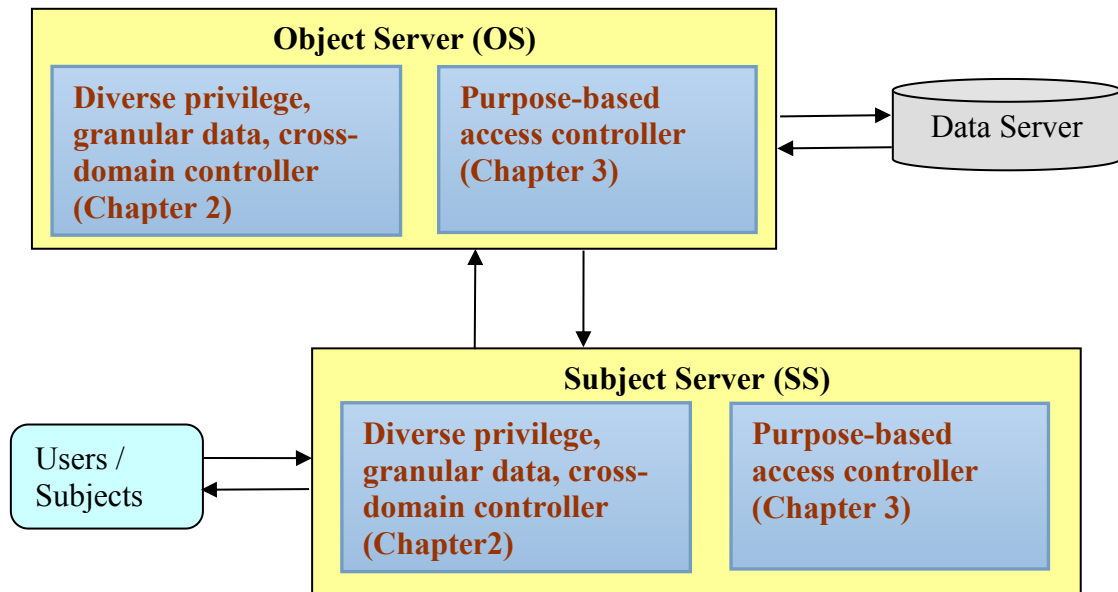 Object Server (OS)
Diverse privilege,
granular data, cross-
domain controller
(Chapter 2)
Purpose-based
access controller
(Chapter 3)
Data Server
Subject Server (SS)
Users /
Subjects
Diverse privilege,
granular data, cross-
domain controller
(Chapter2)
Purpose-based
access controller
(Chapter 3)